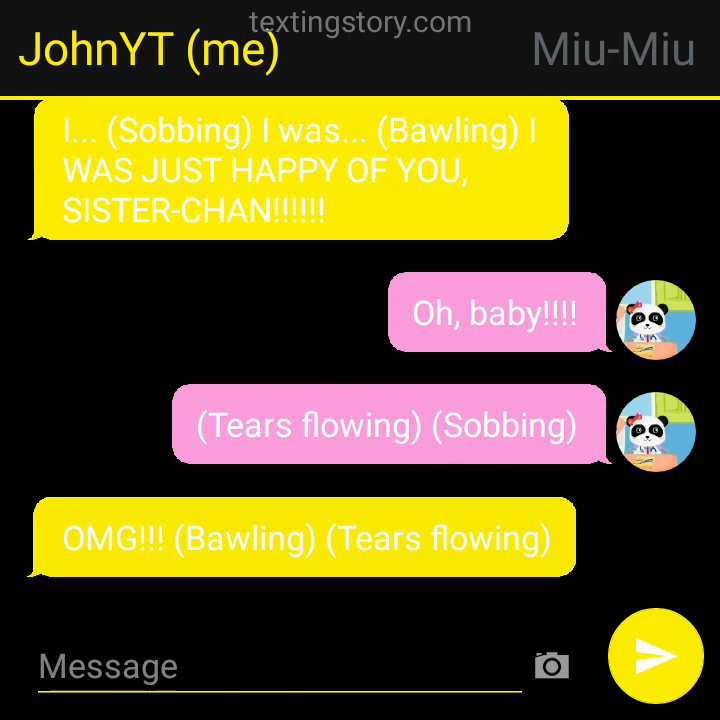 textingstory.com
JohnYT (me)
Miu-Miu
I... (Sobbing) I was... (Bawling) I
WAS JUST HAPPY OF YOU,
SISTER-CHAN!!!!!!
Oh, baby!!!!
(Tears flowing) (Sobbing)
OMG!!! (Bawling) (Tears flowing)
Message